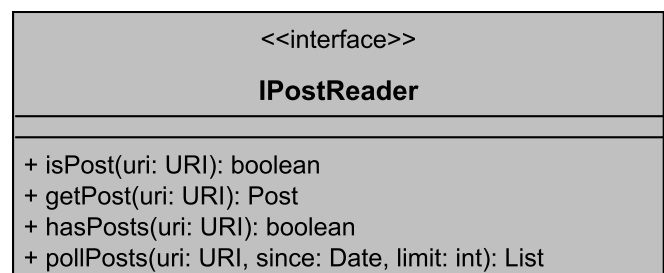 <<interface>>
IPostReader
+ isPost(uri: URI): boolean
+ getPost(uri: URI): Post
+ hasPosts(uri: URI): boolean
+ pollPosts(uri: URI, since: Date, limit: int): List